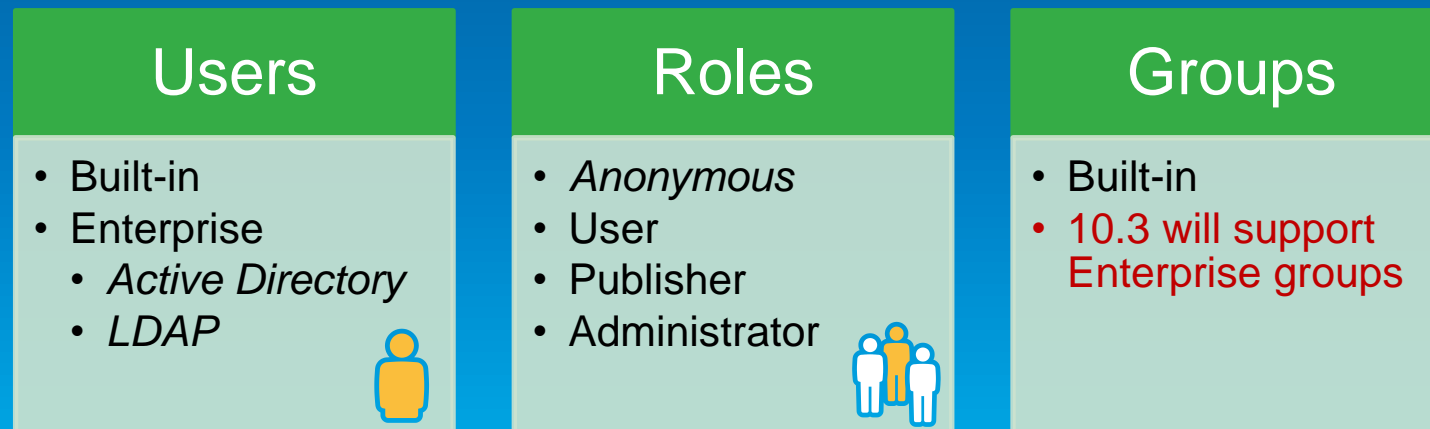 Users
• Built-in
• Enterprise
• Active Directory
• LDAP
Roles
• Anonymous
• User
• Publisher
• Administrator
Groups
• Built-in
• 10.3 will support
Enterprise groups